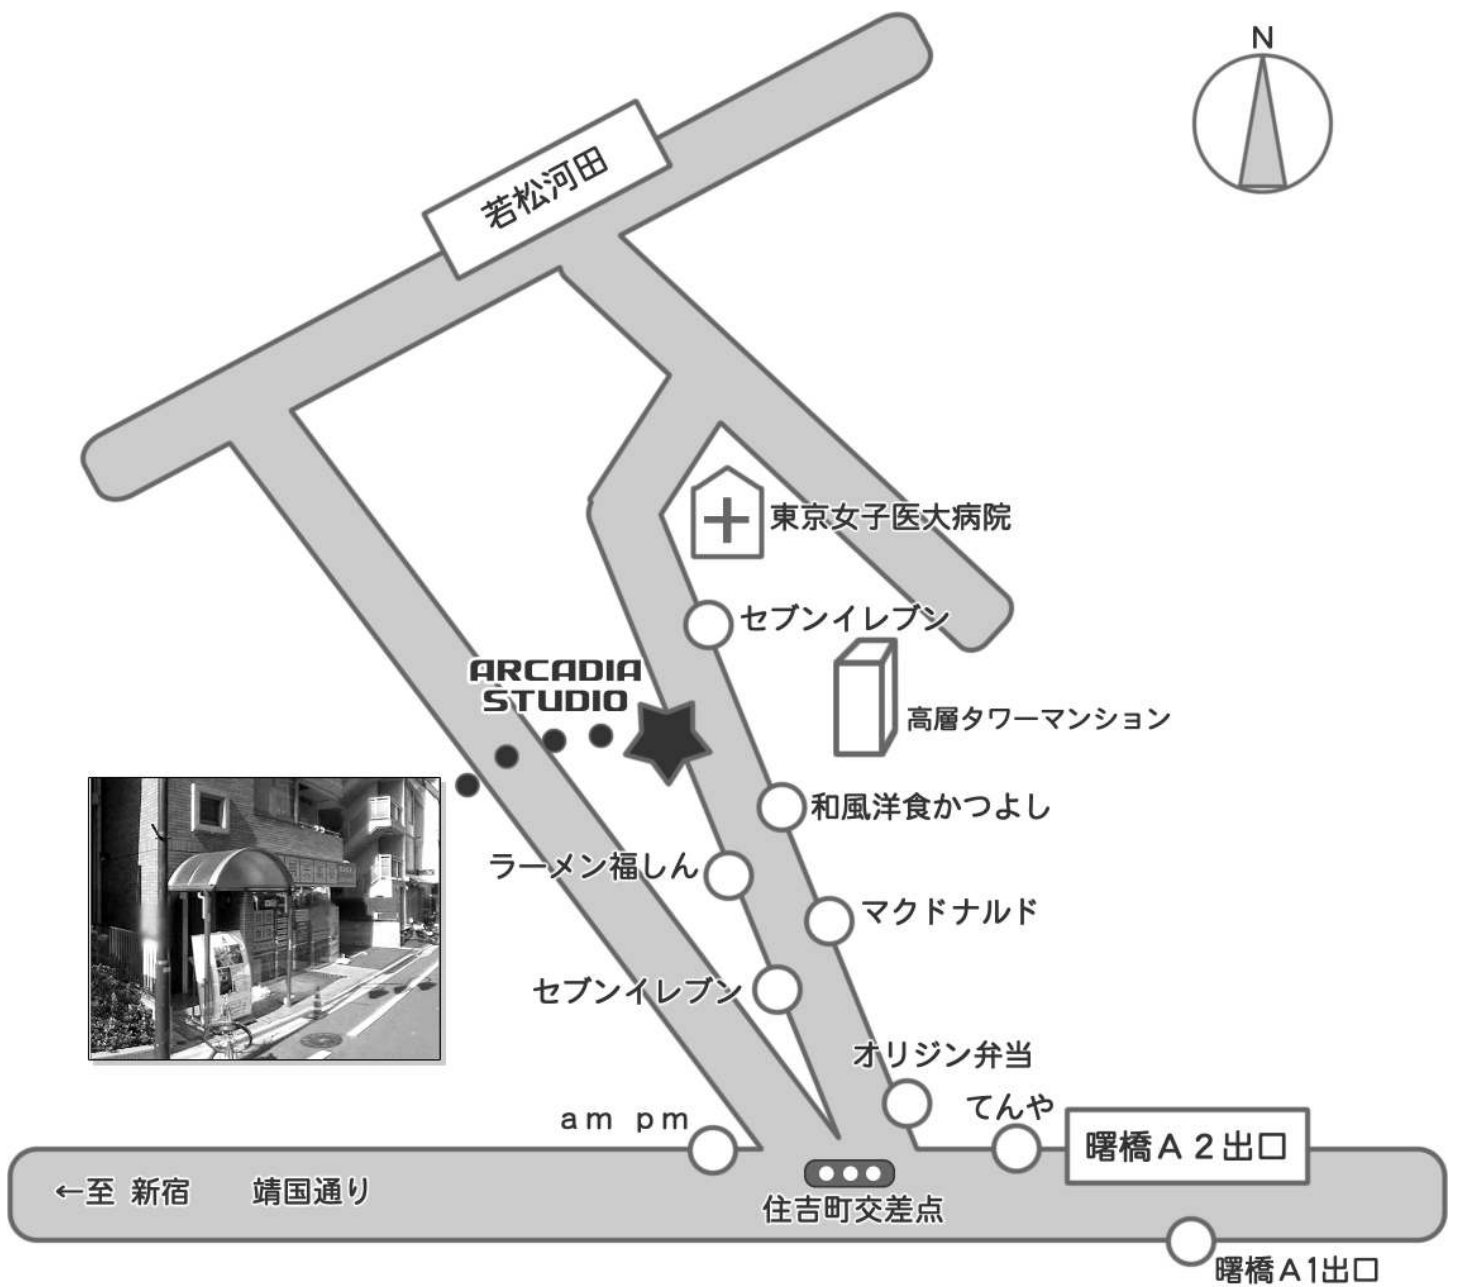 N
若松河田
東京女子医大病院
セブンイレブン
ARCADIA
STUDIO
高層タワーマンション
和風洋食かつよし
ラーメン福しん
マクドナルド
セブンイレブン
オリジン弁当
てんや
am pm
曙橋A2出口
←至 新宿 靖国通り
住吉町交差点
曙橋A1出口